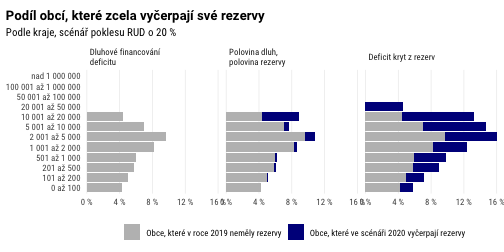 Podíl obcí, které zcela vyčerpají své rezervy
Podle kraje, scénář poklesu RUD o 20 %
Dluhové financování
deficitu
Polovina dluh,
polovina rezervy
Deficit kryt z rezerv
nad 1 000 000
100 001 až 1 000 000
50 001 až 100 000
20 001 až 50 000
10 001 až 20 000
5 001 až 10 000
2 001 až 5 000
1 001 až 2 000
501 až 1 000
201 až 500
101 až 200
0 až 100
0 % 4 % 8 % 12 % 16 %
0 % 4 % 8 % 12 % 16 %
0 % 4 % 8 % 12 % 16 %
Obce, které v roce 2019 neměly rezervy
Obce, které ve scénáři 2020 vyčerpají rezervy